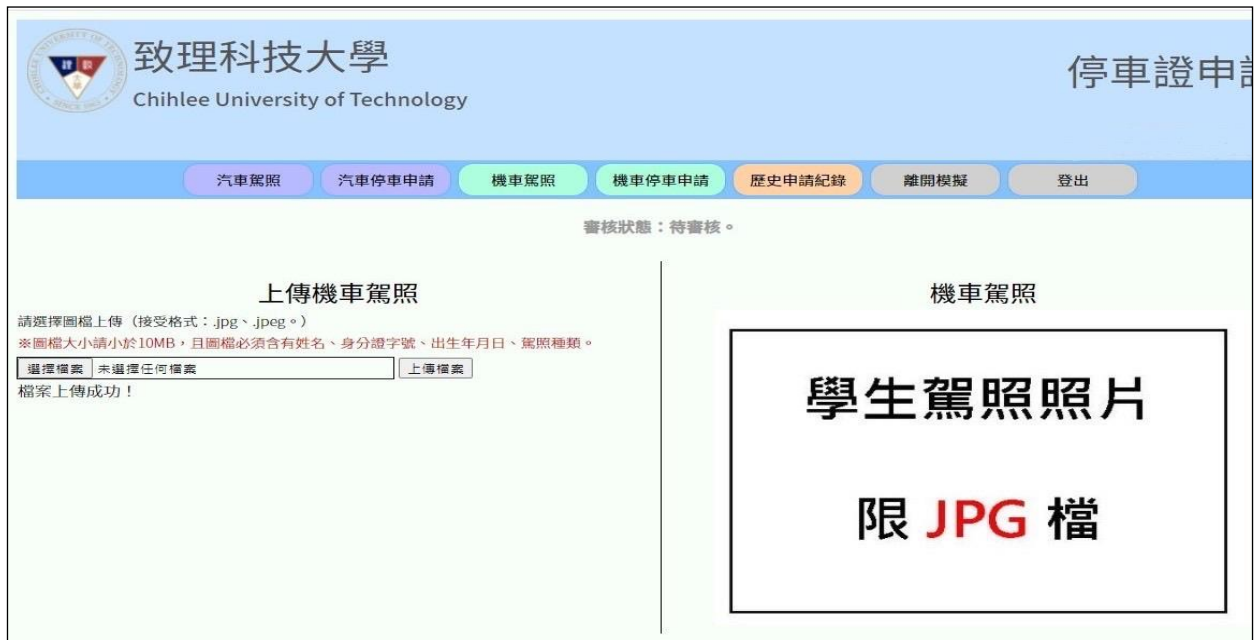 致理科技大學
Chihlee University of Technology
停車證申請
汽車駕照
汽車停車申請
機車駕照
機車停車申請
歷史申請紀錄
離開模擬
登出
審核狀態：待審核。
上傳機車駕照
請選擇圖檔上傳（接受格式：.jpg、.jpeg。）
※圖檔大小請小於10MB，且圖檔必須含有姓名、身分證字號、出生年月日、駕照種類。
選擇檔案 未選擇任何檔案 上傳檔案
檔案上傳成功！
機車駕照
學生駕照照片
限 JPG 檔